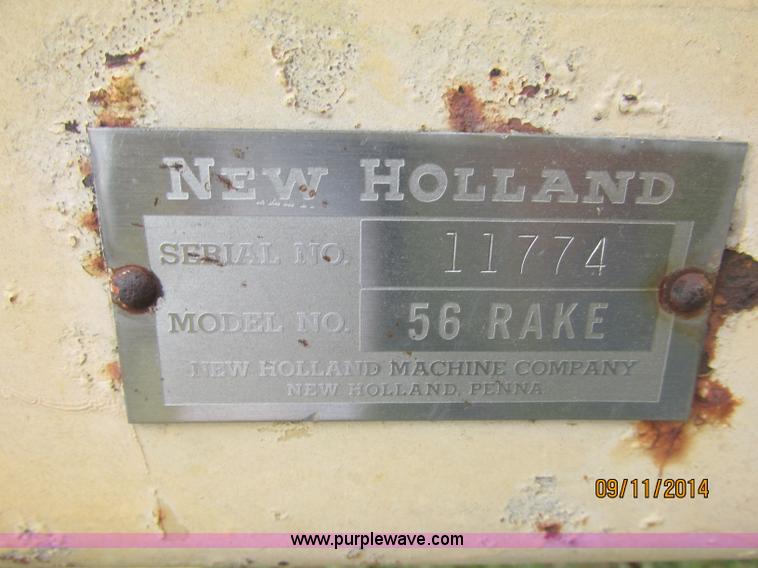 NEW HOLLAND
SERIAL NO. 11774
MODEL NO. 56 RAKE
NEW HOLLAND MACHINE COMPANY
NEW HOLLAND, PENNA.
09/11/2014
www.purplewave.com